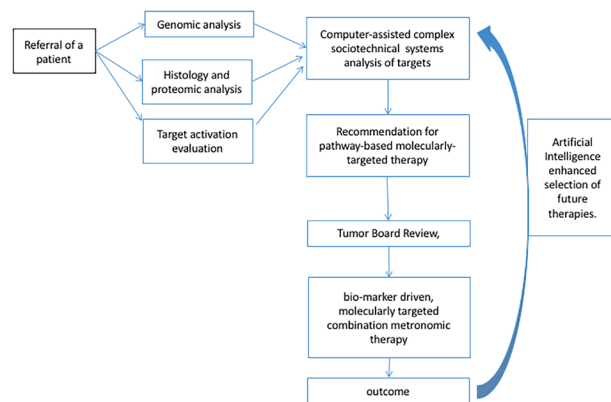 Referral of a
patient
Genomic analysis
Histology and
proteomic analysis
Target activation
evaluation
Computer-assisted complex
sociotechnical systems
analysis of targets
Recommendation for
pathway-based molecularly-
targeted therapy
Tumor Board Review,
bio-marker driven,
molecularly targeted
combination metronomic
therapy
outcome
Artificial
Intelligence
enhanced
selection of
future
therapies.